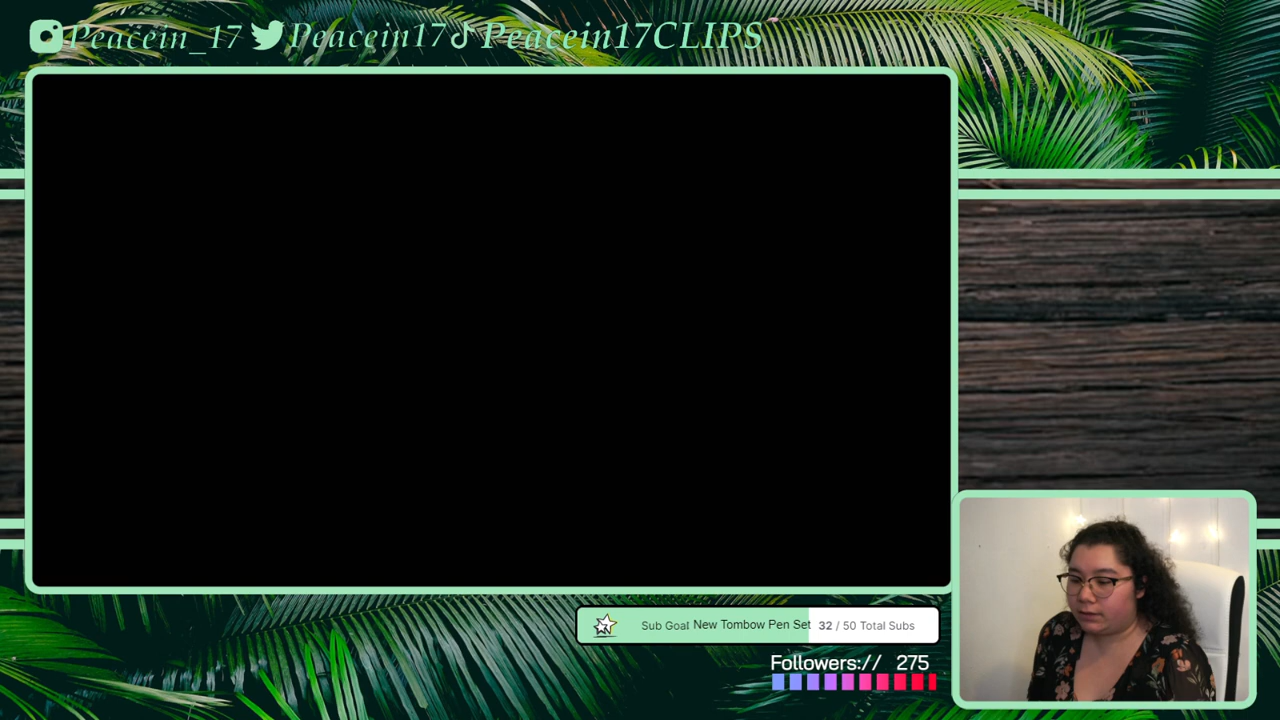 Peacein_17 Peacein17 Peacein17CLIPS
Sub Goal: New Tombow Pen Set 32 / 50 Total Subs
Followers:// 275